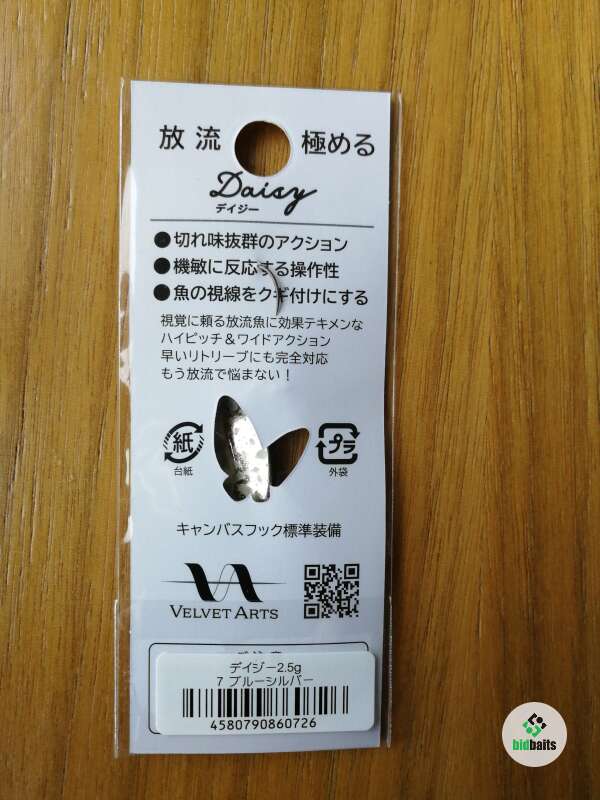 放流 極める
Daisy
デイジー
●切れ味抜群のアクション
●機敏に反応する操作性
●魚の視線をクギ付けにする
視覚に頼る放流魚に効果テキメンな
ハイピッチ＆ワイドアクション
早いリトリーブにも完全対応
もう放流で悩まない！
紙 プラ
台紙 外袋
キャンバスフック標準装備
VELVET ARTS
デイジー2.5g
7 ブルーシルバー
4580790860726
bidbaits